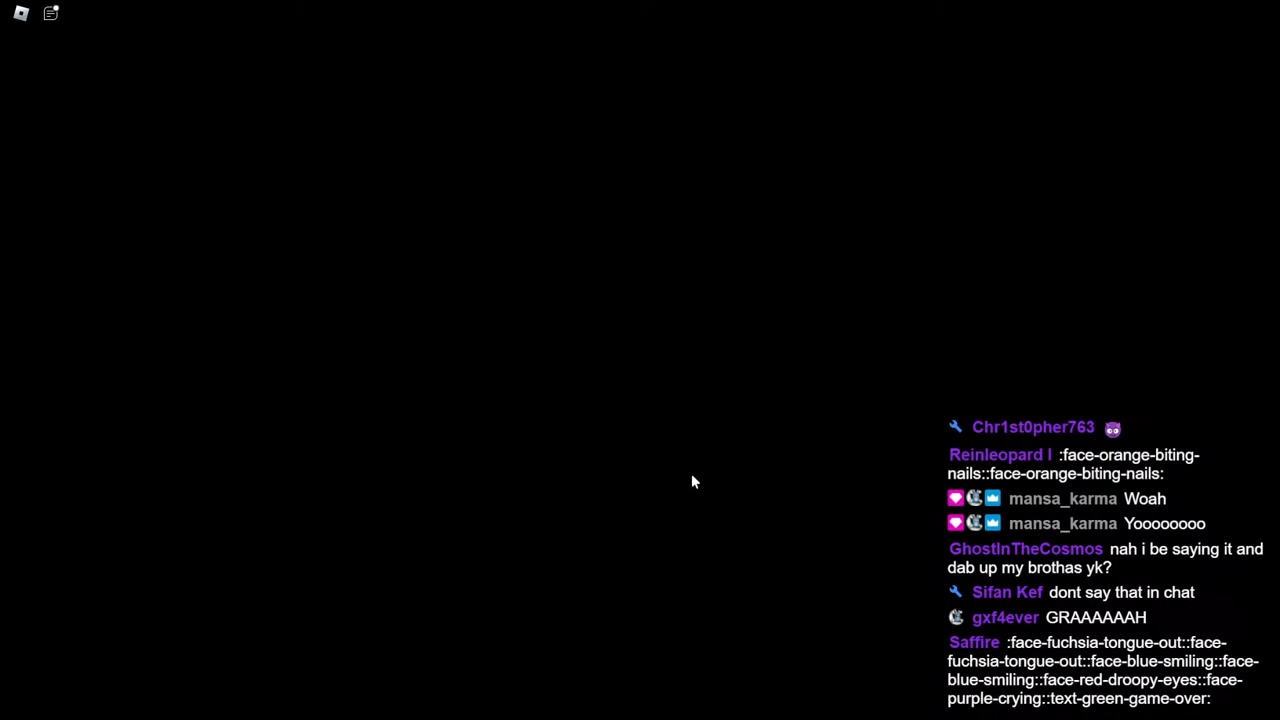 Chr1st0pher763
Reinleopard I :face-orange-biting-
nails::face-orange-biting-nails:
mansa_karma Woah
mansa_karma Yoooooooo
GhostInTheCosmos nah i be saying it and
dab up my brothas yk?
Sifan Kef dont say that in chat
gxf4ever GRAAAAAAH
Saffire :face-fuchsia-tongue-out::face-
fuchsia-tongue-out::face-blue-smiling::face-
blue-smiling::face-red-droopy-eyes::face-
purple-crying::text-green-game-over: